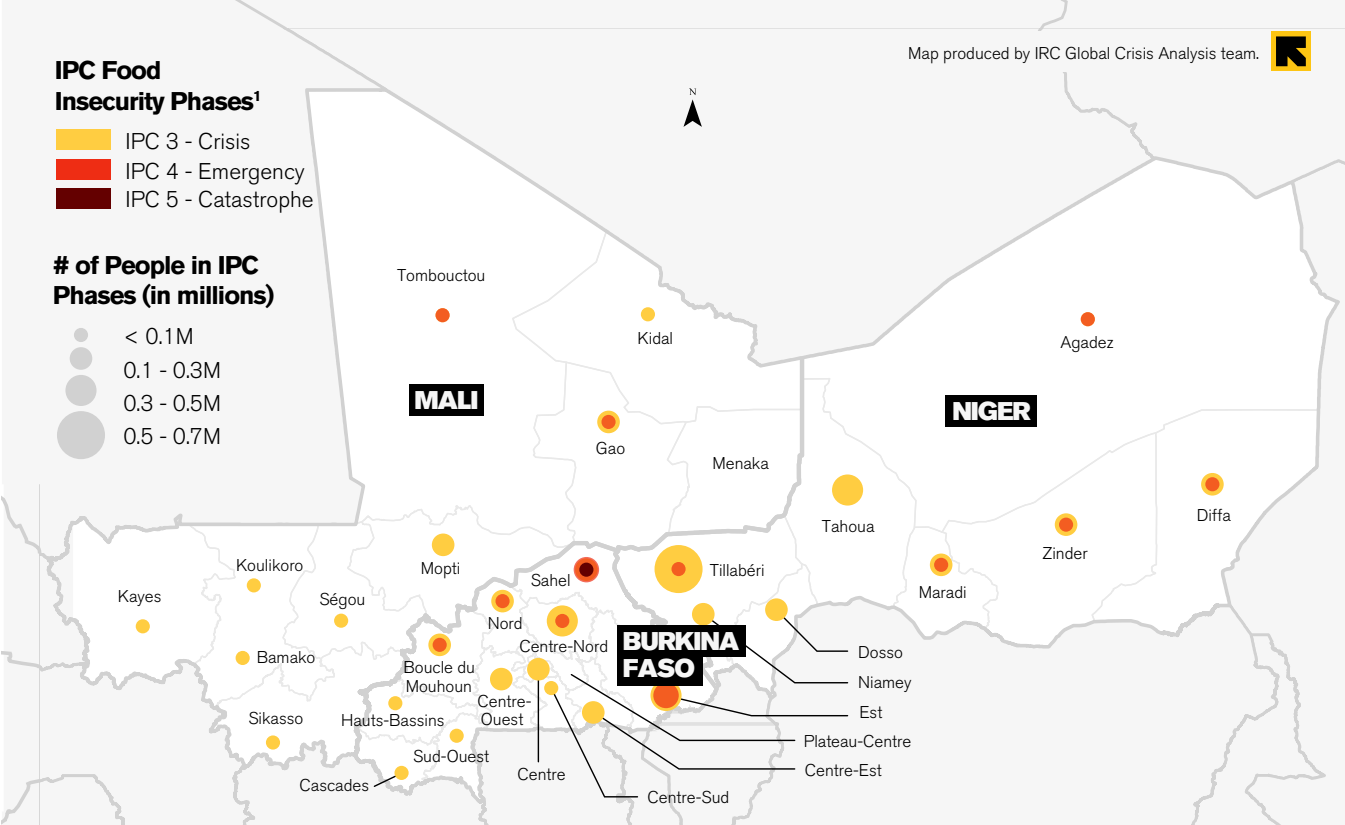 IPC Food
Insecurity Phases¹
IPC 3 - Crisis
IPC 4 - Emergency
IPC 5 - Catastrophe
# of People in IPC
Phases (in millions)
< 0.1M
0.1 - 0.3M
0.3 - 0.5M
0.5 - 0.7M
Map produced by IRC Global Crisis Analysis team.
N
Tombouctou
Kidal
Agadez
MALI
NIGER
Gao
Menaka
Tahoua
Diffa
Zinder
Maradi
Koulikoro
Mopti
Sahel
Tillabéri
Kayes
Ségou
Nord
Centre-Nord
BURKINA
FASO
Dosso
Bamako
Boucle du
Mouhoun
Niamey
Centre-
Ouest
Est
Sikasso
Hauts-Bassins
Plateau-Centre
Sud-Ouest
Centre-Est
Cascades
Centre
Centre-Sud